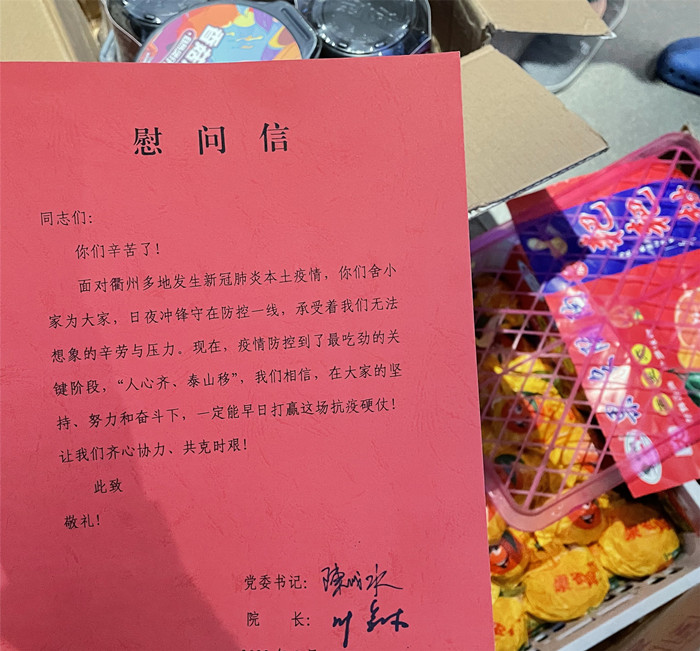 慰问信
同志们：
你们辛苦了！
面对衢州多地发生新冠肺炎本土疫情，你们舍小
家为大家，日夜冲锋守在防控一线，承受着我们无法
想象的辛劳与压力。现在，疫情防控到了最吃劲的关
键阶段，“人心齐、泰山移”，我们相信，在大家的坚
持、努力和奋斗下，一定能早日打赢这场抗疫硬仗！
让我们齐心协力、共克时艰！
此致
敬礼！
党委书记：
院 长：